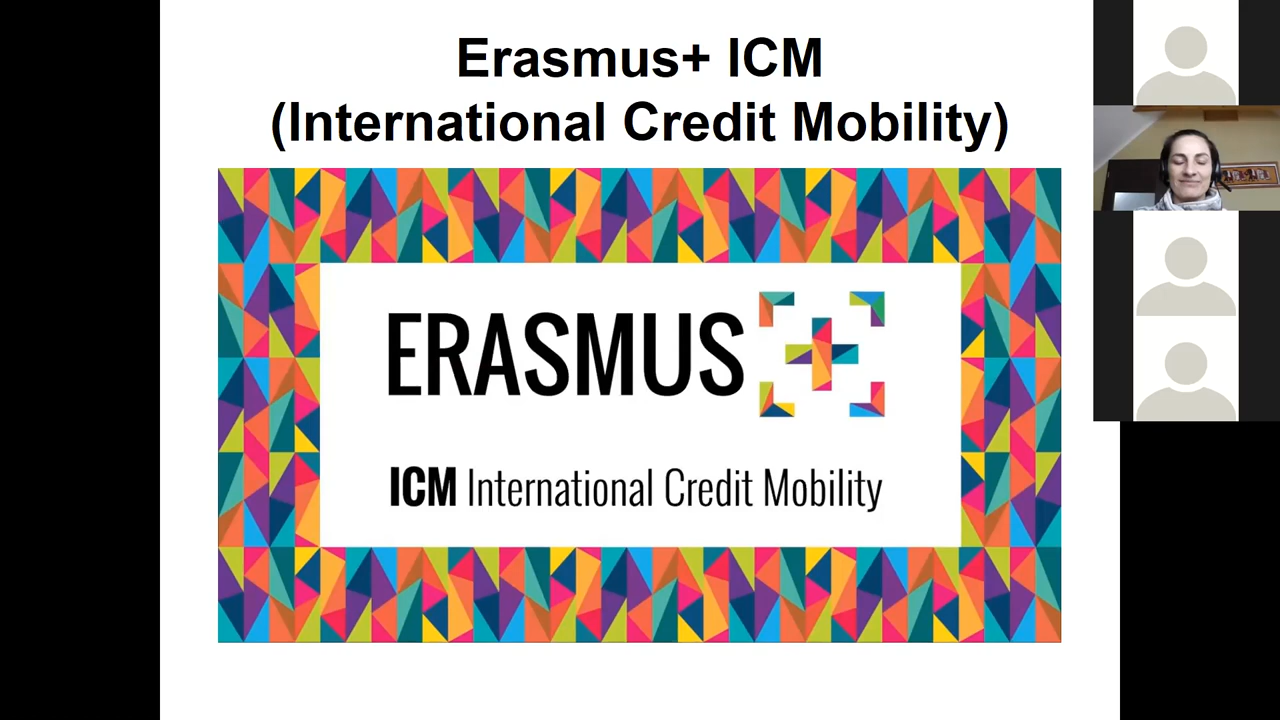 Erasmus+ ICM
(International Credit Mobility)
ERASMUS+
ICM International Credit Mobility